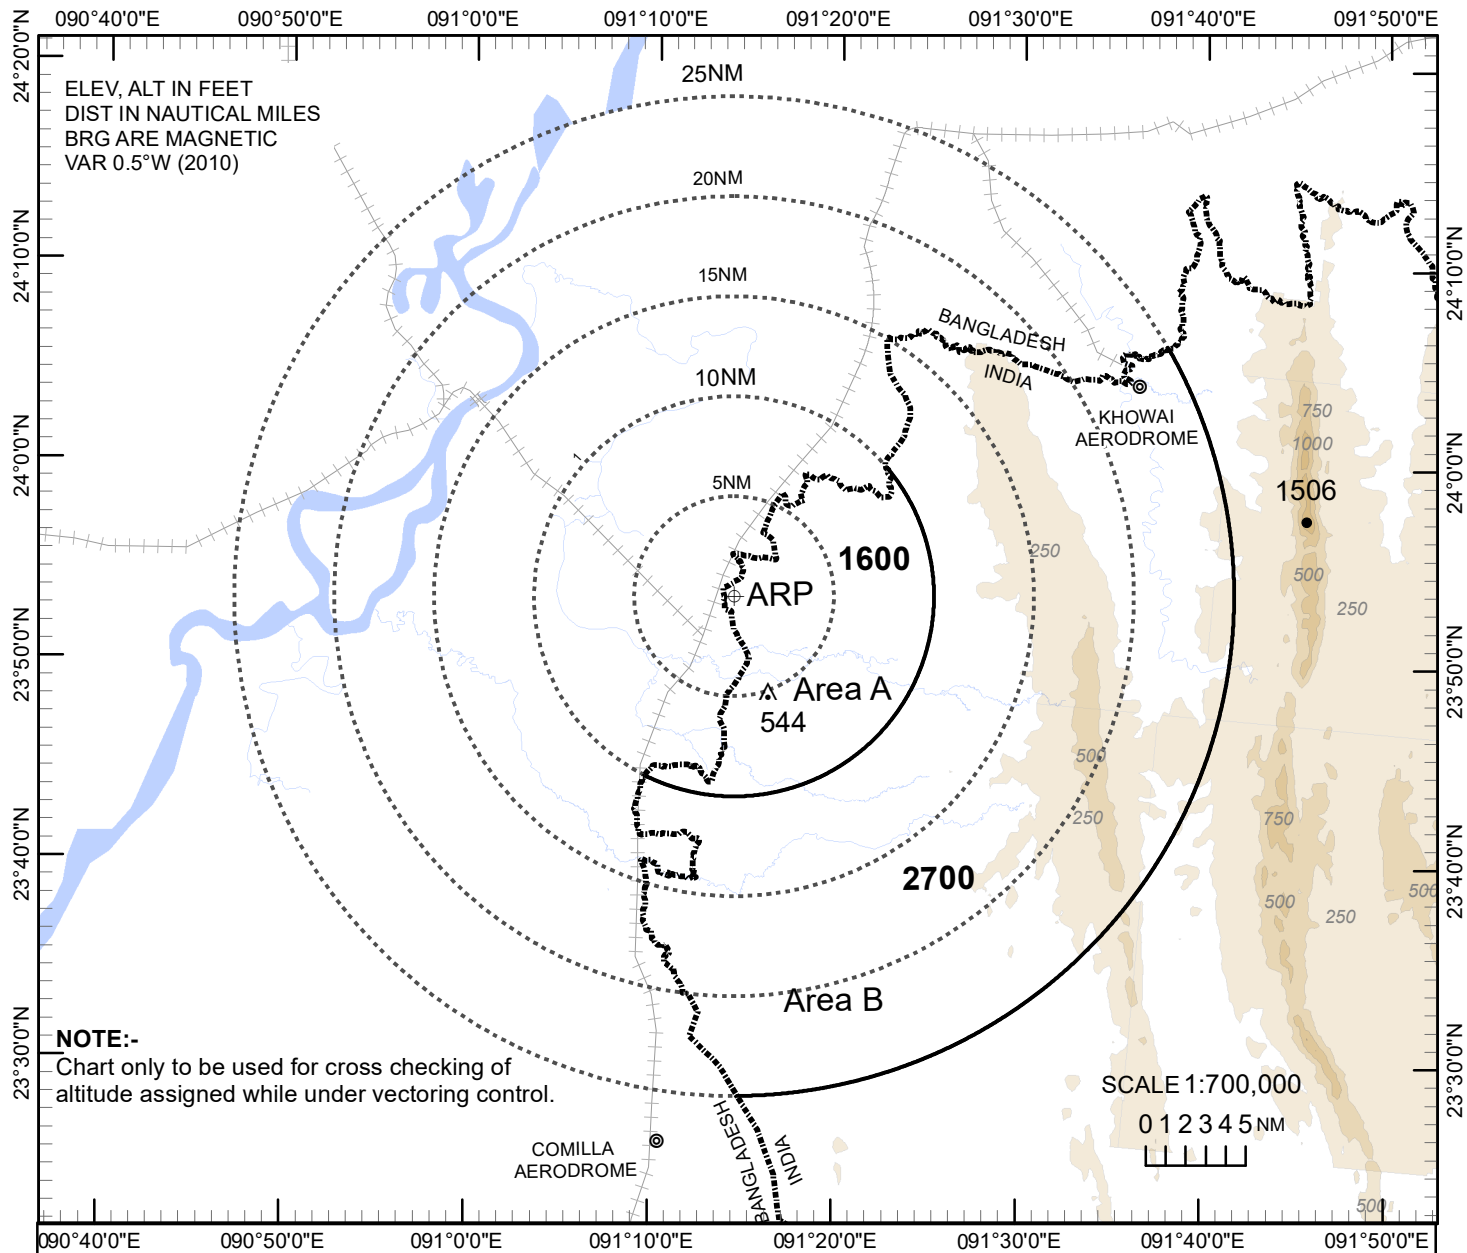 090°40'0"E 090°50'0"E 091°0'0"E 091°10'0"E 091°20'0"E 091°30'0"E 091°40'0"E 091°50'0"E
24°20'0"N
24°10'0"N
24°0'0"N
23°50'0"N
23°40'0"N
23°30'0"N
ELEV, ALT IN FEET
DIST IN NAUTICAL MILES
BRG ARE MAGNETIC
VAR 0.5°W (2010)
25NM
20NM
15NM
10NM
5NM
1
BANGLADESH
INDIA
KHOWAI
AERODROME
750
1000
1506
500
250
250
1600
ARP
Area A
544
500
250
750
2700
500
250
500
Area B
NOTE:-
Chart only to be used for cross checking of
altitude assigned while under vectoring control.
COMILLA
AERODROME
BANGLADESH
INDIA
BANGLADESH
SCALE 1:700,000
0 1 2 3 4 5 NM
500
24°10'0"N
24°0'0"N
23°50'0"N
23°40'0"N
23°30'0"N
090°40'0"E 090°50'0"E 091°0'0"E 091°10'0"E 091°20'0"E 091°30'0"E 091°40'0"E 091°50'0"E